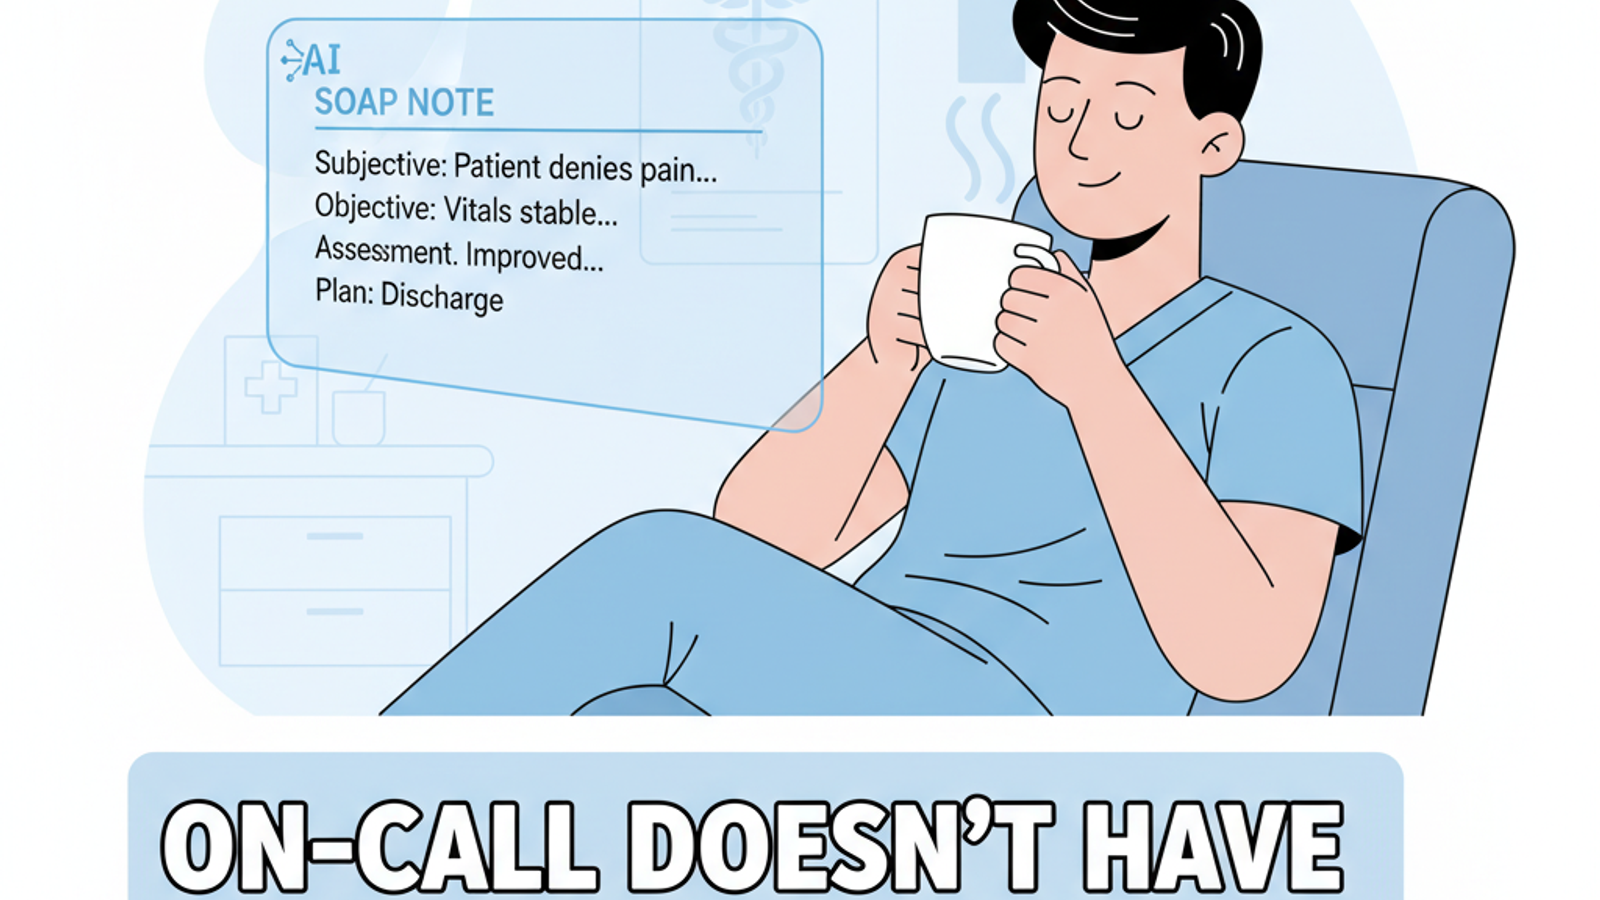 AI
SOAP NOTE
Subjective: Patient denies pain...
Objective: Vitals stable...
Assessment. Improved...
Plan: Discharge
ON-CALL DOESN'T HAVE